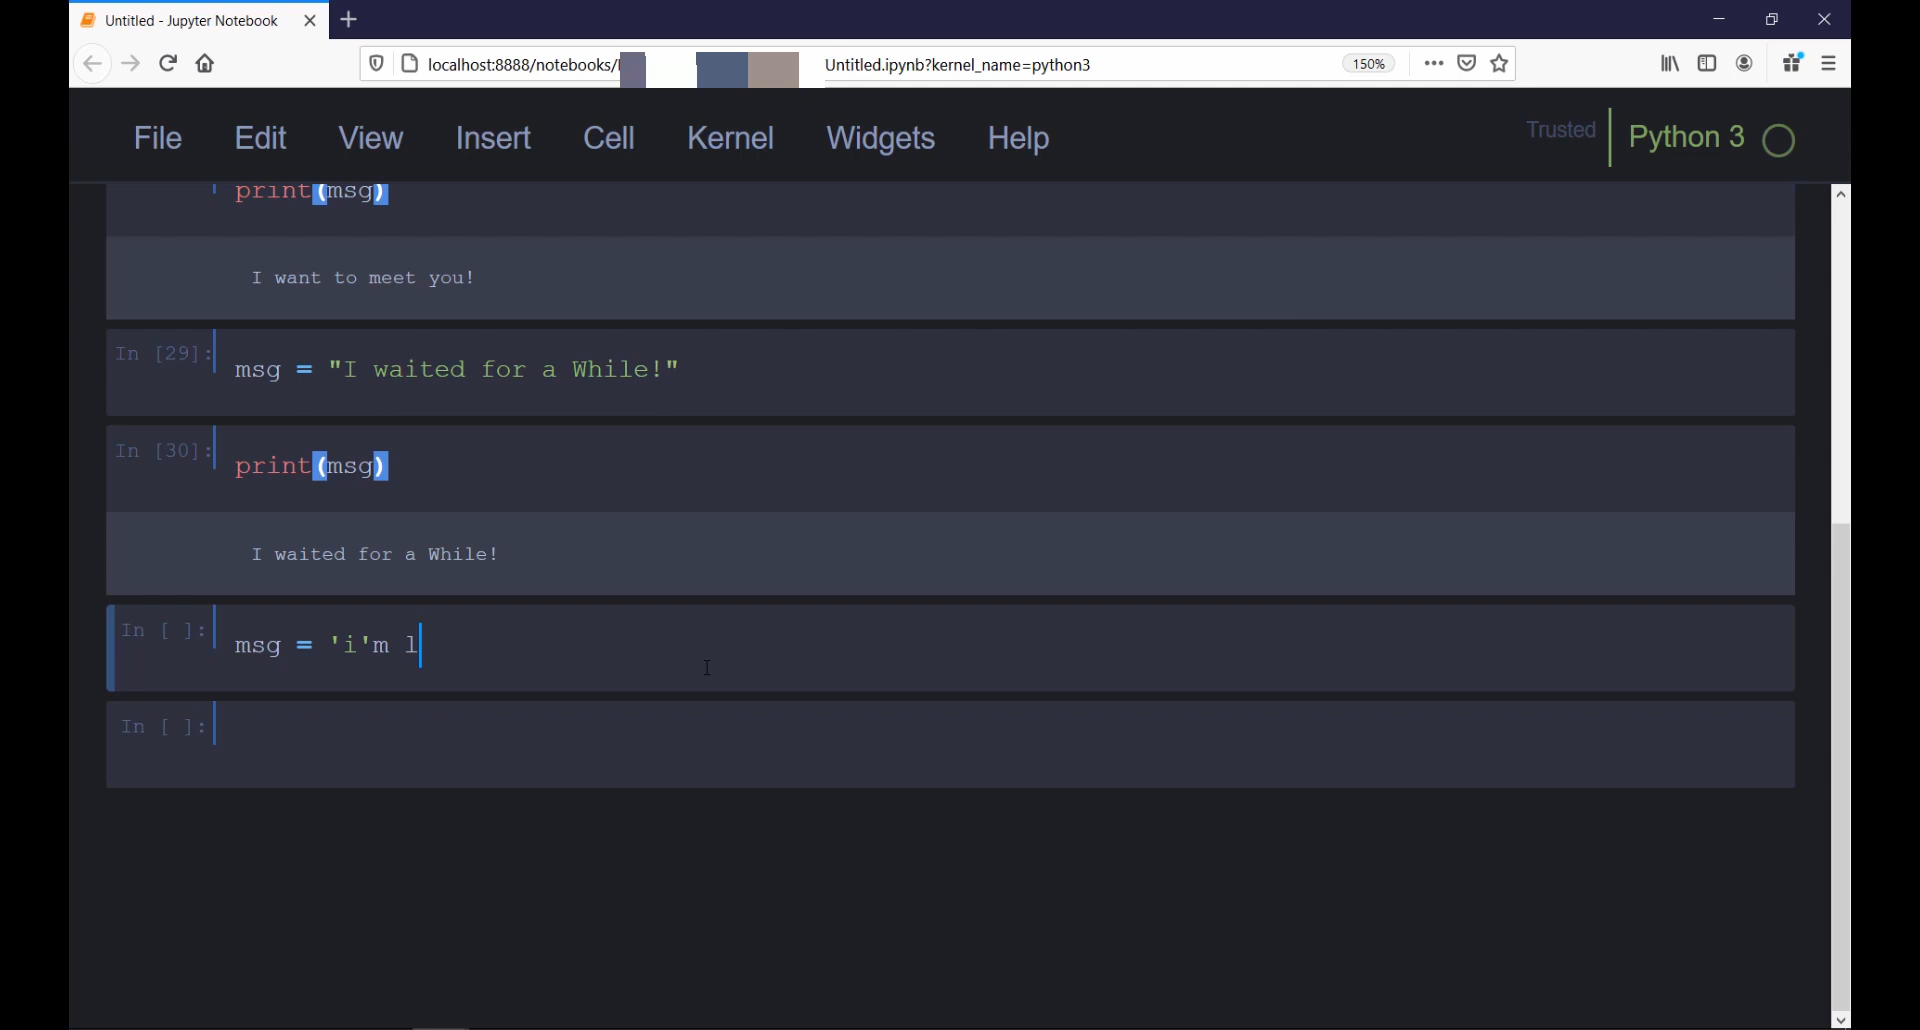 Untitled - Jupyter Notebook
localhost:8888/notebooks/ Untitled.ipynb?kernel_name=python3 150%
File Edit View Insert Cell Kernel Widgets Help Trusted Python 3
print(msg)
I want to meet you!
In [29]: msg = "I waited for a While!"
In [30]: print(msg)
I waited for a While!
In [ ]: msg = 'i'm l
In [ ]: